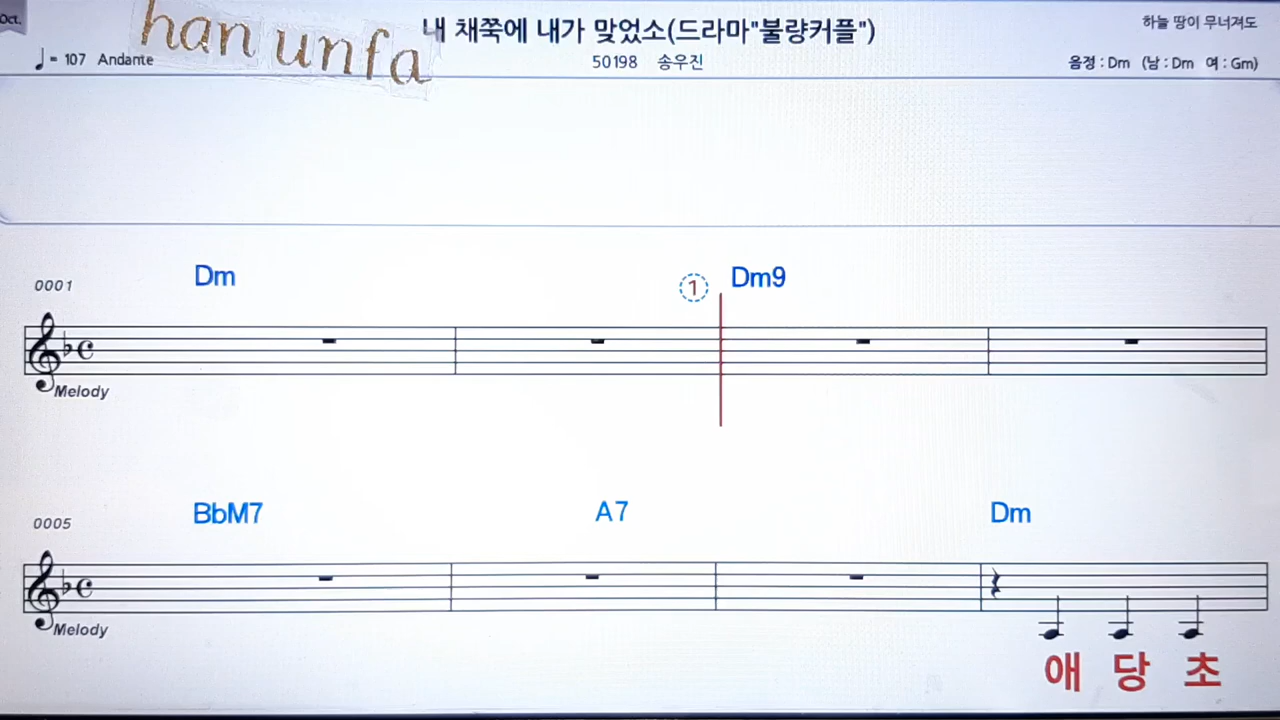 Oct.
han unfa
내 채쭉에 내가 맞었소(드라마"불량커플")
하늘 땅이 무너져도
♩= 107 Andante
50198 송우진
음정 : Dm (남 : Dm 여 : Gm)
0001 Dm ① Dm9
Melody
0005 BbM7 A7 Dm
Melody
애 당 초